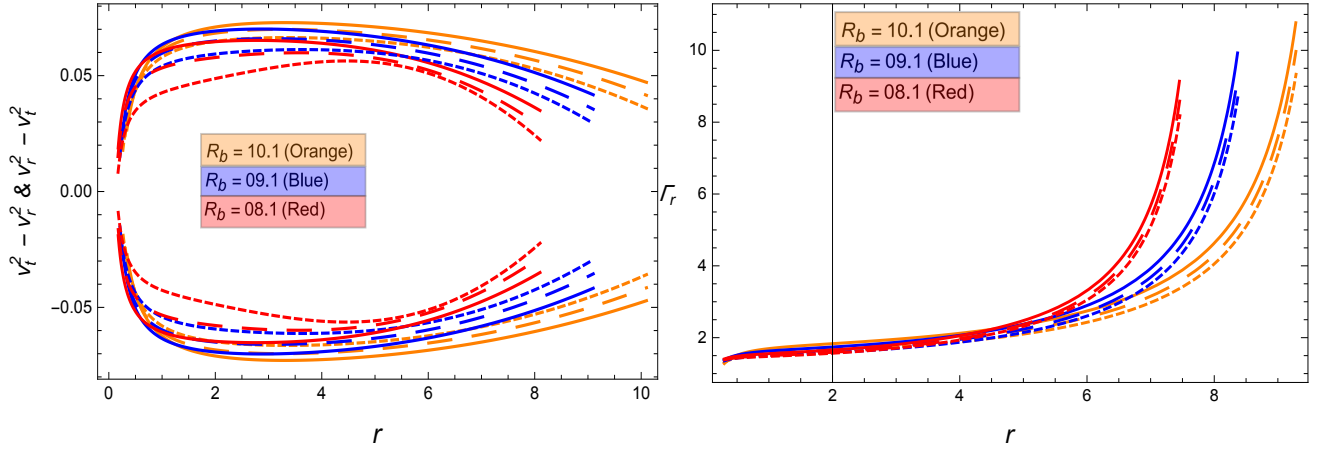 v_t^2 − v_r^2 & v_r^2 − v_t^2
0.05
0.00
−0.05
R_b = 10.1 (Orange)
R_b = 09.1 (Blue)
R_b = 08.1 (Red)
0 2 4 6 8 10
r
Γ_r
10
8
6
4
2
R_b = 10.1 (Orange)
R_b = 09.1 (Blue)
R_b = 08.1 (Red)
2 4 6 8
r